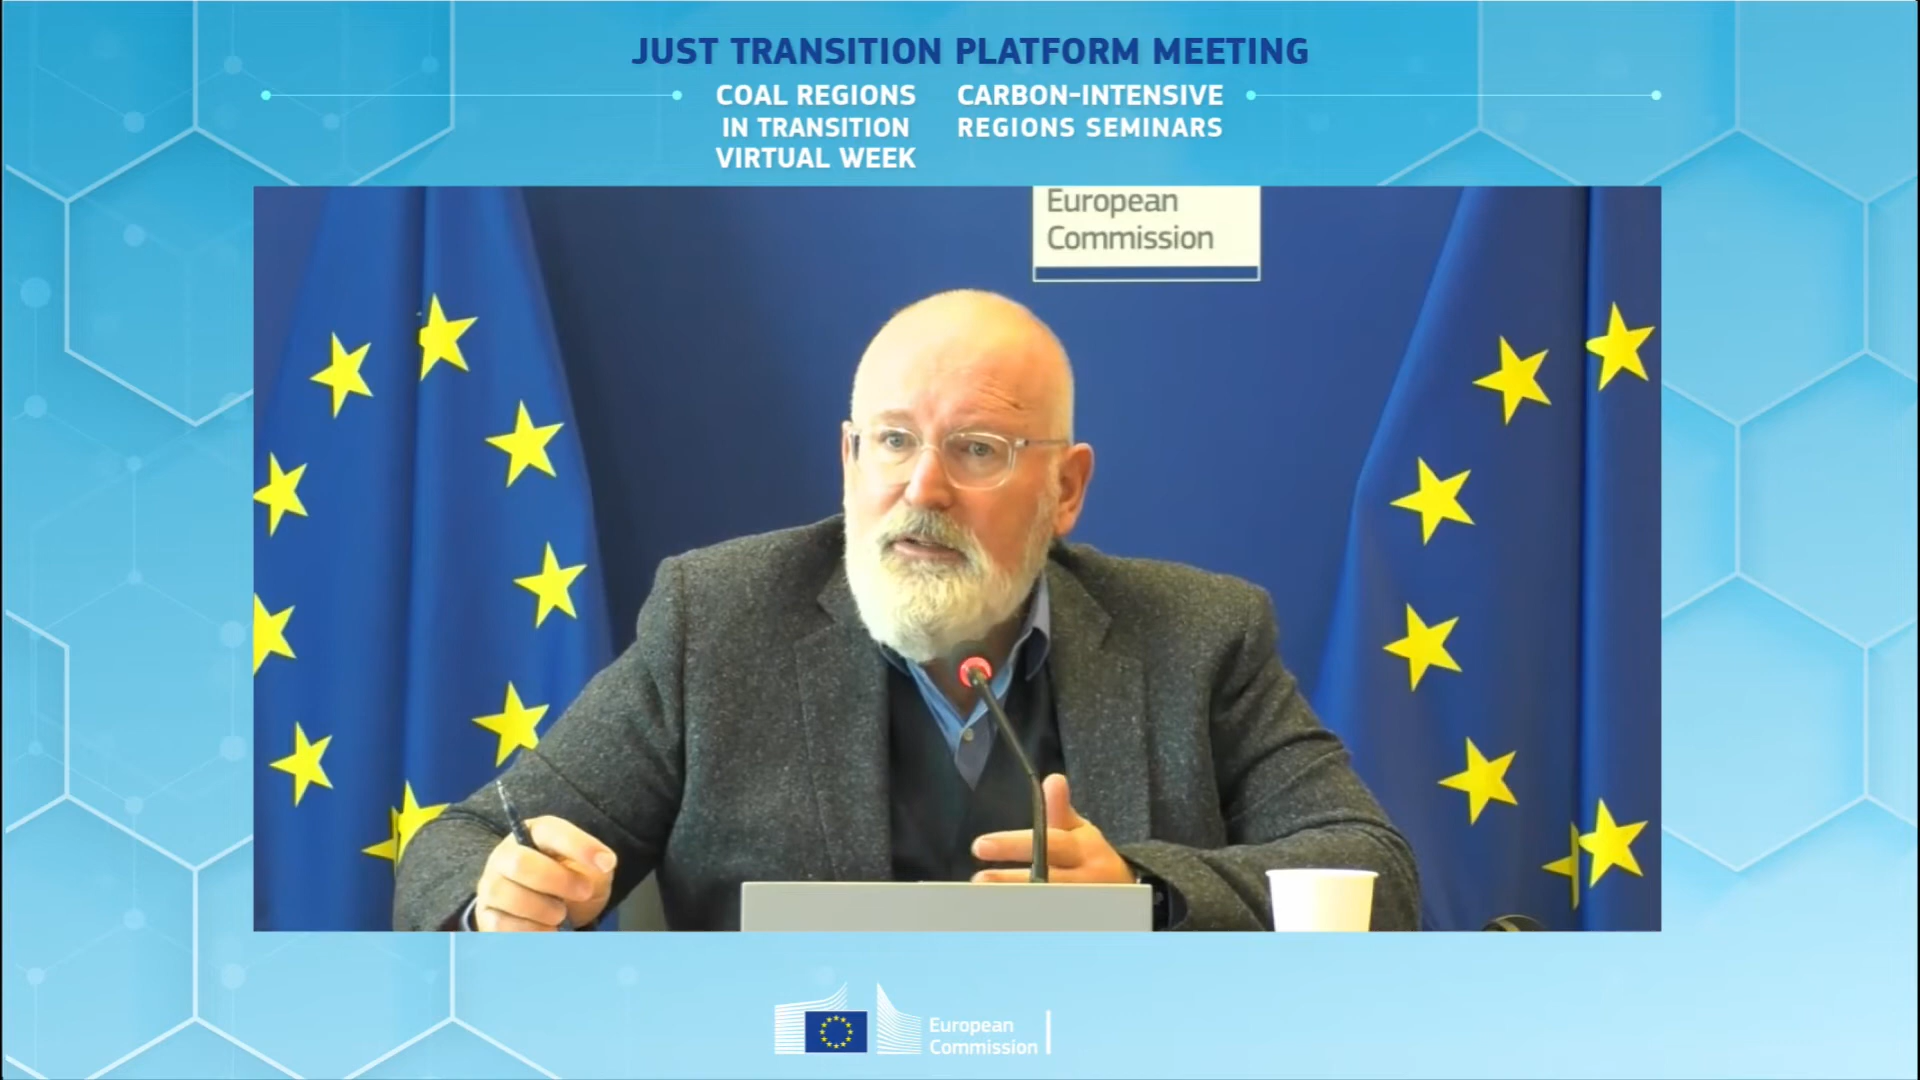 JUST TRANSITION PLATFORM MEETING
COAL REGIONS
IN TRANSITION
VIRTUAL WEEK
CARBON-INTENSIVE
REGIONS SEMINARS
European
Commission
European
Commission